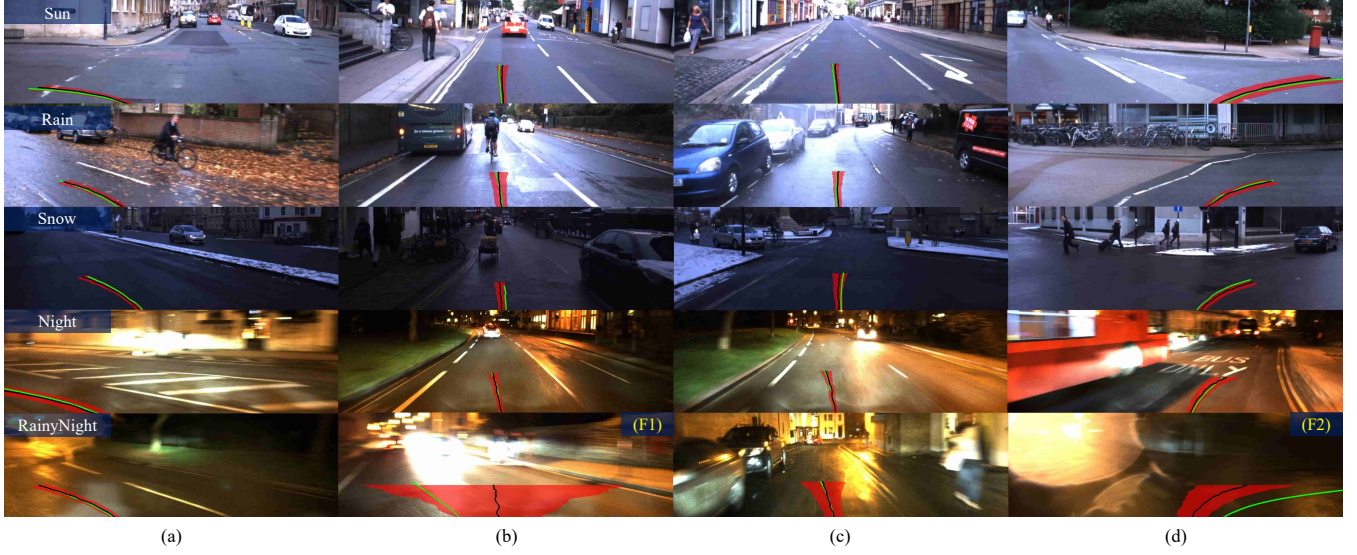 Sun
Rain
Snow
Night
BUS
ONLY
RainyNight
(F1)
(F2)
(a)
(b)
(c)
(d)